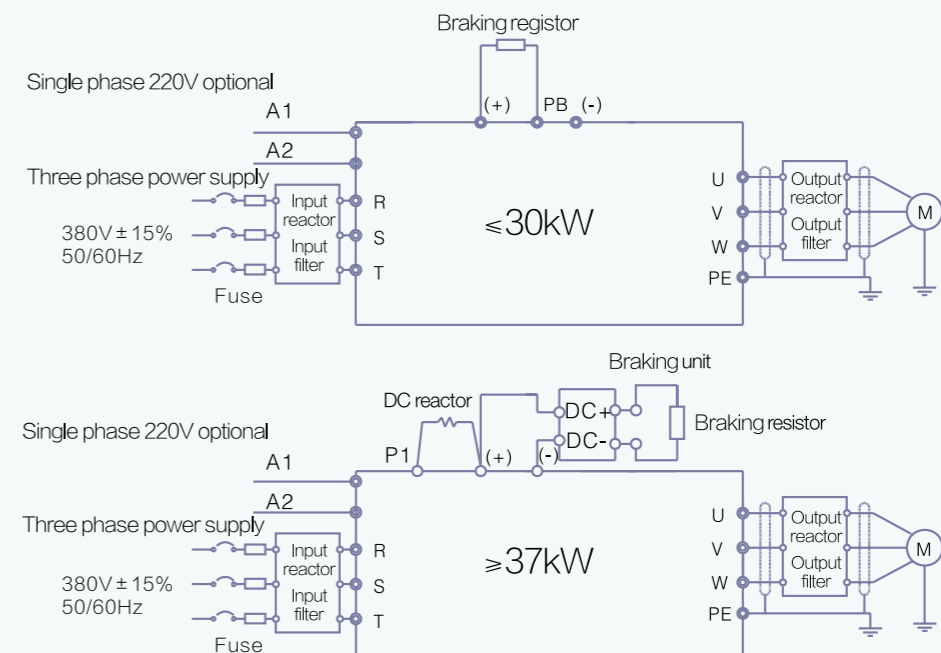 Braking registor
Single phase 220V optional
(+) PB (-)
A1
A2
Three phase power supply
380V ± 15%
50/60Hz
Fuse
Input
reactor
Input
filter
R
S
T
≤30kW
U
V
W
PE
Output
reactor
Output
filter
M
Braking unit
DC reactor
DC+
DC-
Braking resistor
Single phase 220V optional
P1 (+) (-)
A1
A2
Three phase power supply
380V ± 15%
50/60Hz
Fuse
Input
reactor
Input
filter
R
S
T
≥37kW
U
V
W
PE
Output
reactor
Output
filter
M